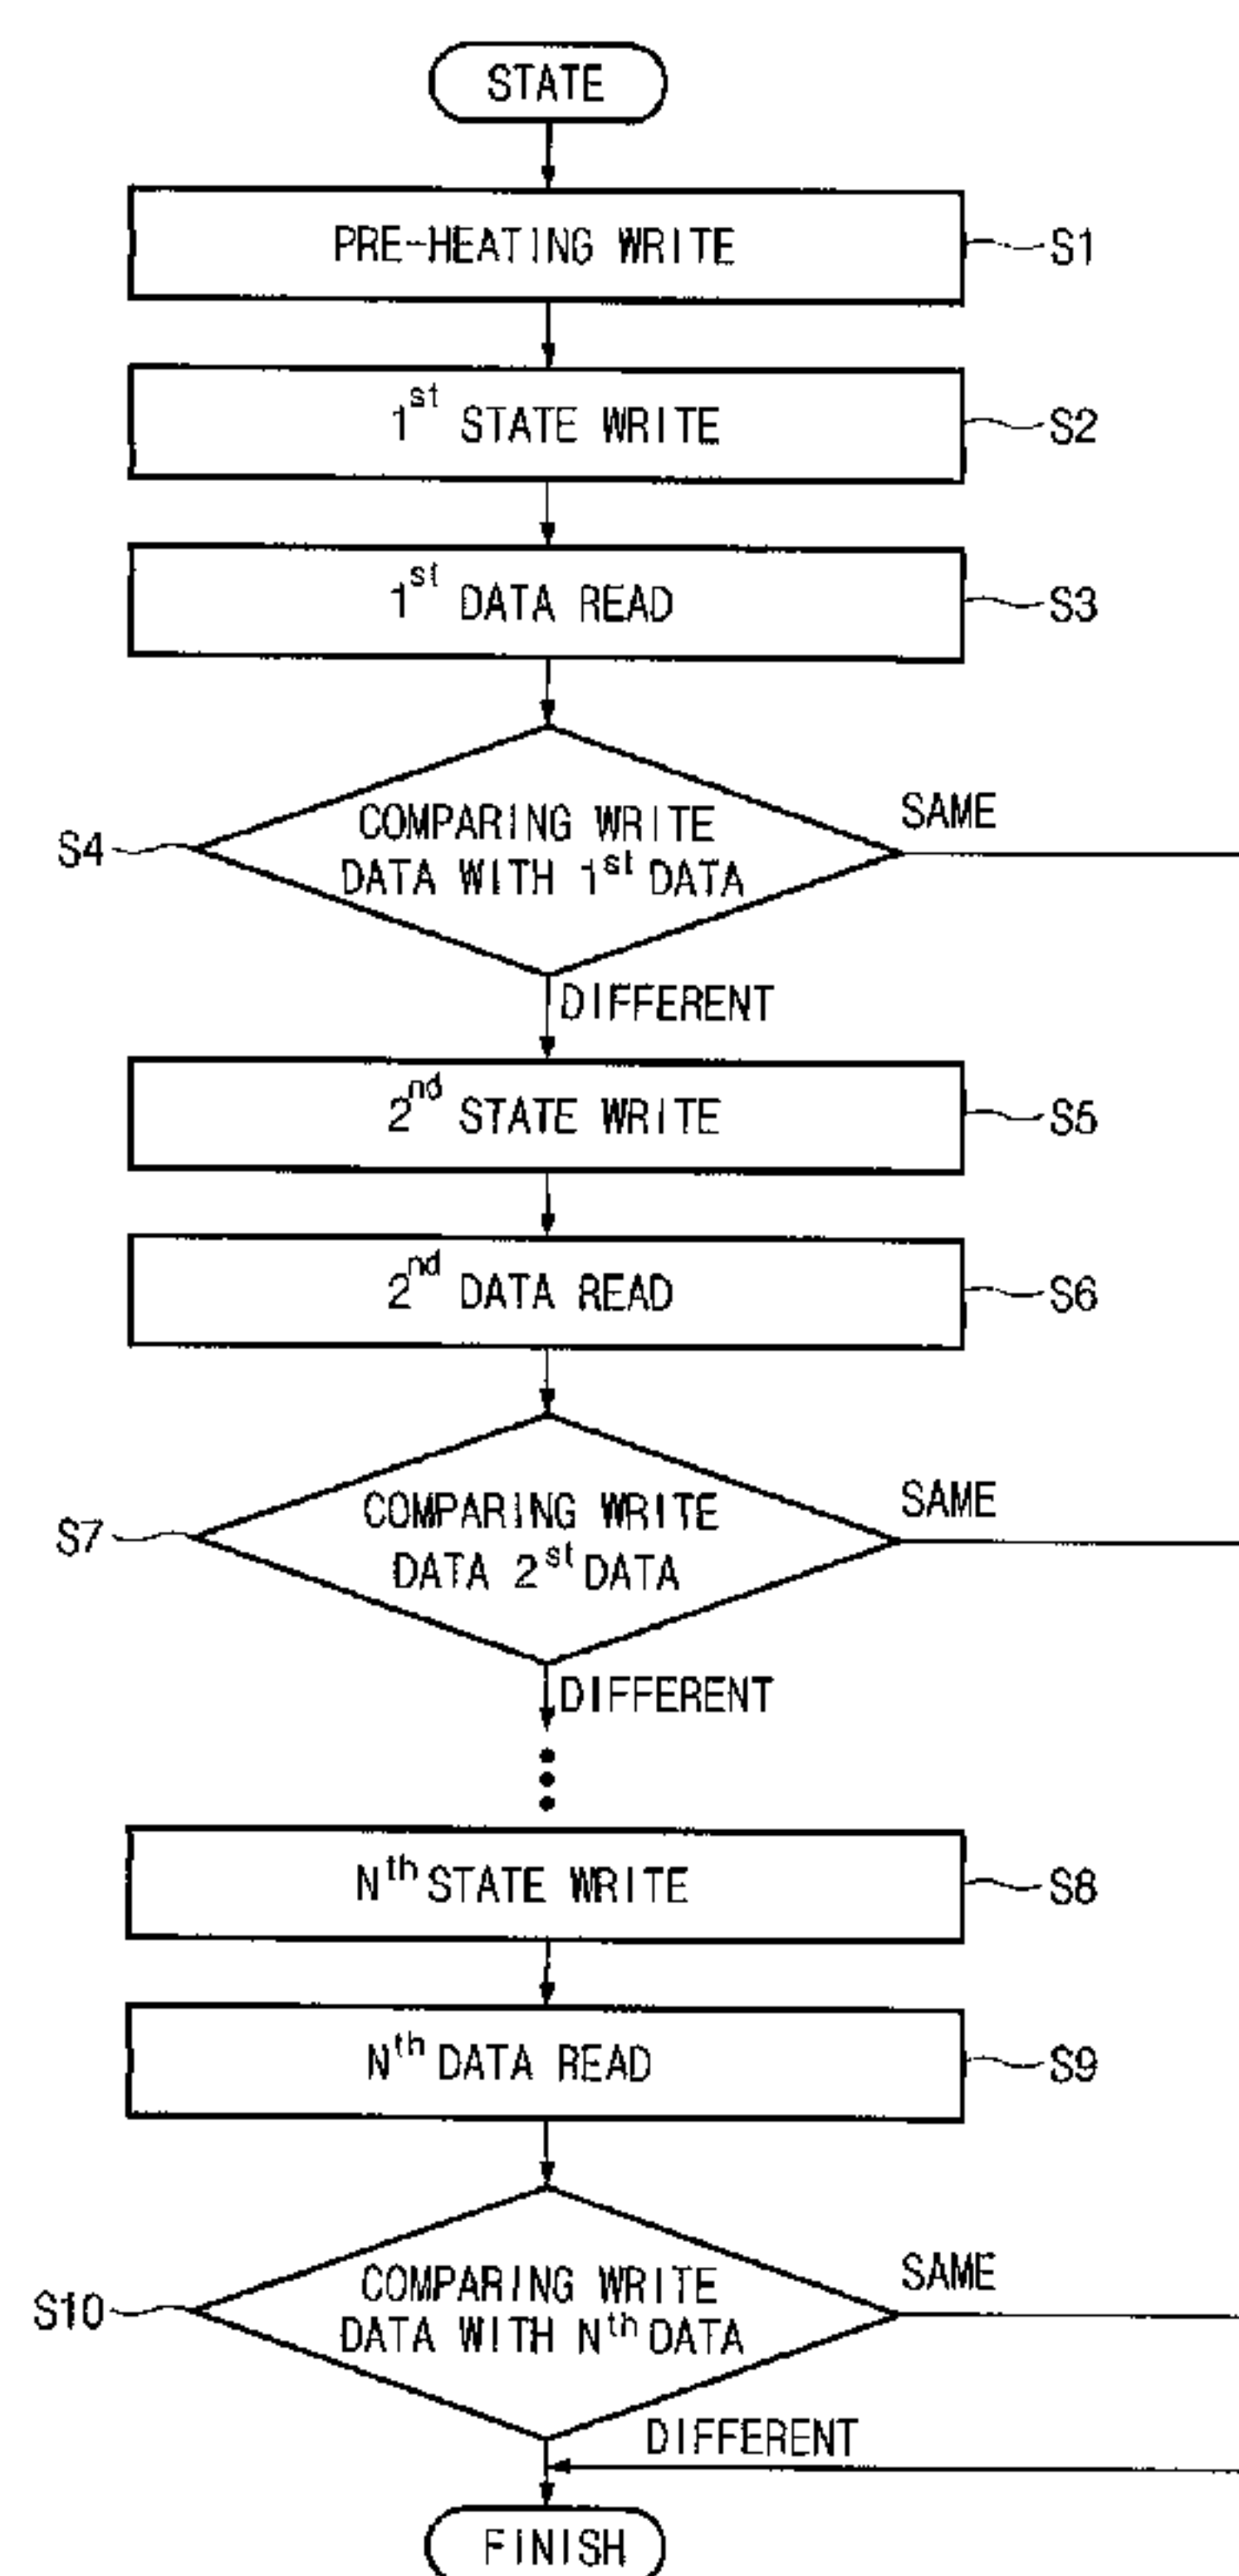 STATE
PRE-HEATING WRITE
S1
1st STATE WRITE
S2
1st DATA READ
S3
COMPARING WRITE
DATA WITH 1st DATA
S4
SAME
DIFFERENT
2nd STATE WRITE
S5
2nd DATA READ
S6
COMPARING WRITE
DATA 2st DATA
S7
SAME
DIFFERENT
Nth STATE WRITE
S8
Nth DATA READ
S9
COMPARING WRITE
DATA WITH Nth DATA
S10
SAME
DIFFERENT
FINISH